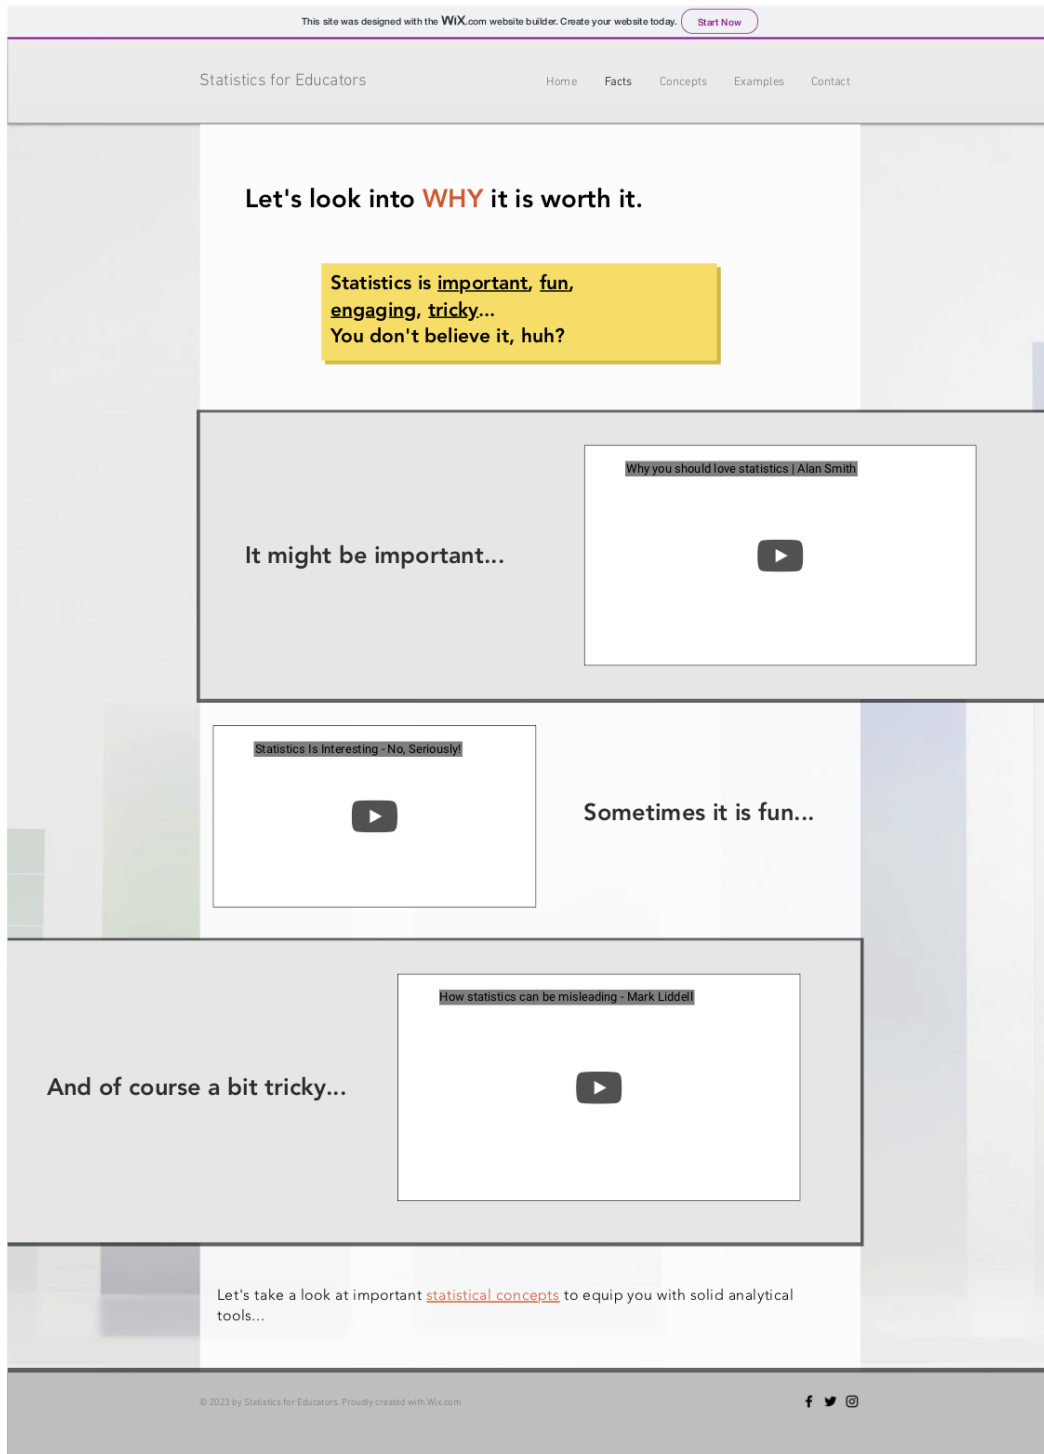 This site was designed with the WiX.com website builder. Create your website today. Start Now
Statistics for Educators
Home Facts Concepts Examples Contact
Let's look into WHY it is worth it.
Statistics is important, fun,
engaging, tricky...
You don't believe it, huh?
Why you should love statistics | Alan Smith
It might be important...
Statistics Is Interesting - No, Seriously!
Sometimes it is fun...
How statistics can be misleading - Mark Liddell
And of course a bit tricky...
Let's take a look at important statistical concepts to equip you with solid analytical
tools...
© 2023 by Statistics for Educators. Proudly created with Wix.com